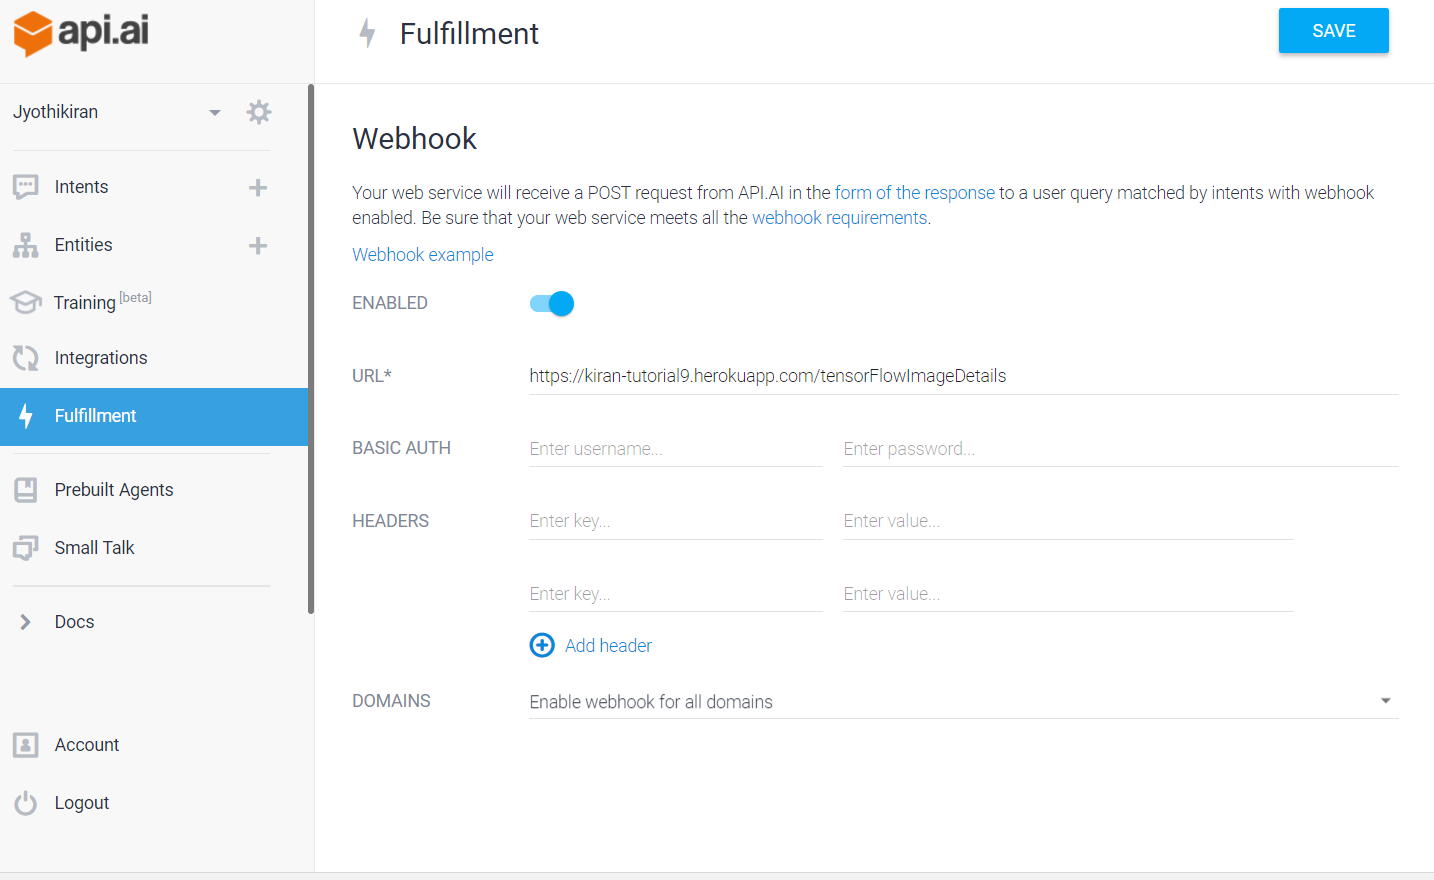 api.ai
Fulfillment
SAVE
Jyothikiran
Intents
Entities
Training [beta]
Integrations
Fulfillment
Prebuilt Agents
Small Talk
Docs
Account
Logout
Webhook
Your web service will receive a POST request from API.AI in the form of the response to a user query matched by intents with webhook
enabled. Be sure that your web service meets all the webhook requirements.
Webhook example
ENABLED
URL* https://kiran-tutorial9.herokuapp.com/tensorFlowImageDetails
BASIC AUTH Enter username... Enter password...
HEADERS Enter key... Enter value...
Enter key... Enter value...
Add header
DOMAINS Enable webhook for all domains